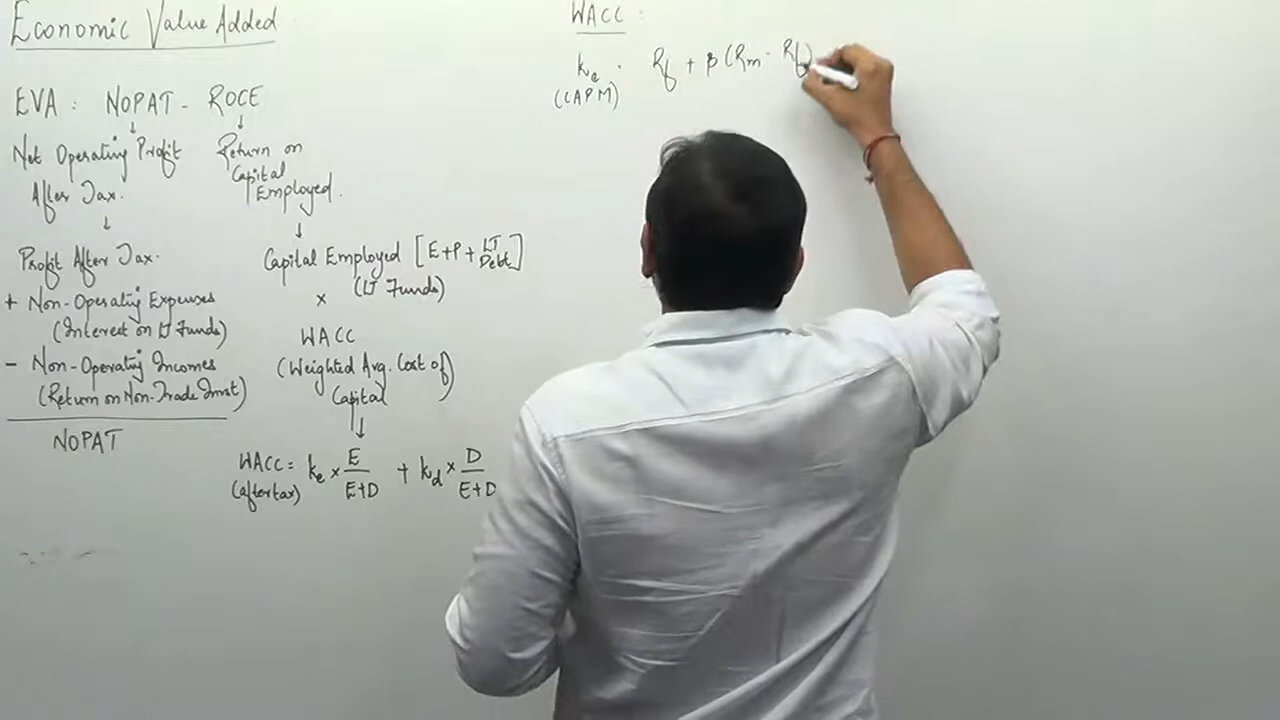 Economic Value Added
EVA : NOPAT - ROCE
↓ ↓
Net Operating Profit
After Tax.
↓
Return on
Capital
Employed.
↓
Profit After Tax.
+ Non-Operating Expenses
(Interest on LT Funds)
- Non-Operating Incomes
(Return on Non-Trade Invst)
NOPAT
Capital Employed [E+P+LT Debt]
(LT Funds)
×
WACC
(Weighted Avg. Cost of
Capital)
↓
WACC = ke × E/E+D + kd × D/E+D
(aftertax)
WACC :
ke : Rf + β (Rm - Rf)
(CAPM)